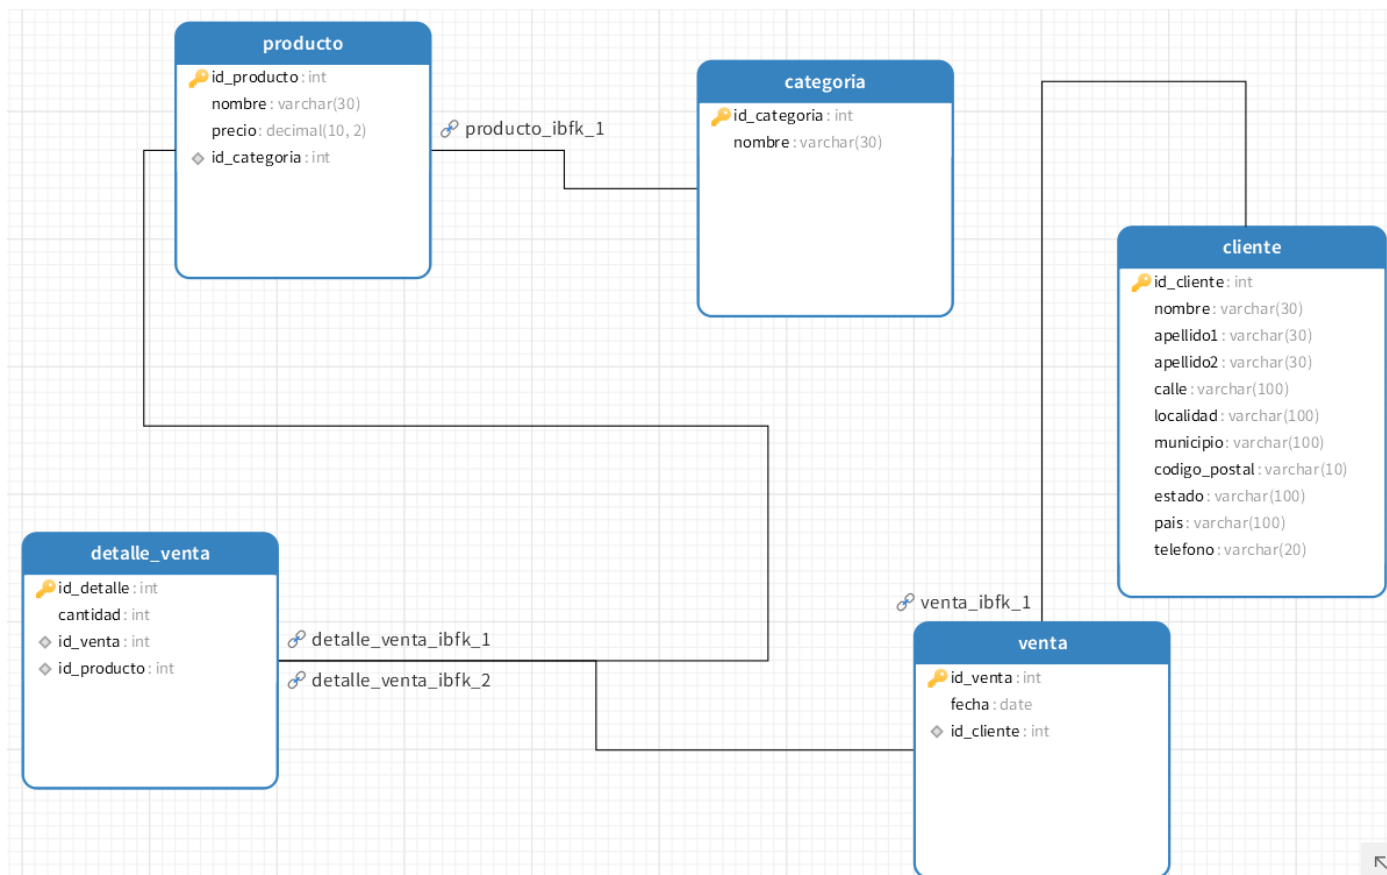 producto
id_producto : int
nombre : varchar(30)
precio : decimal(10, 2)
id_categoria : int
producto_ibfk_1
categoria
id_categoria : int
nombre : varchar(30)
cliente
id_cliente : int
nombre : varchar(30)
apellido1 : varchar(30)
apellido2 : varchar(30)
calle : varchar(100)
localidad : varchar(100)
municipio : varchar(100)
codigo_postal : varchar(10)
estado : varchar(100)
pais : varchar(100)
telefono : varchar(20)
detalle_venta
id_detalle : int
cantidad : int
id_venta : int
id_producto : int
detalle_venta_ibfk_1
detalle_venta_ibfk_2
venta_ibfk_1
venta
id_venta : int
fecha : date
id_cliente : int